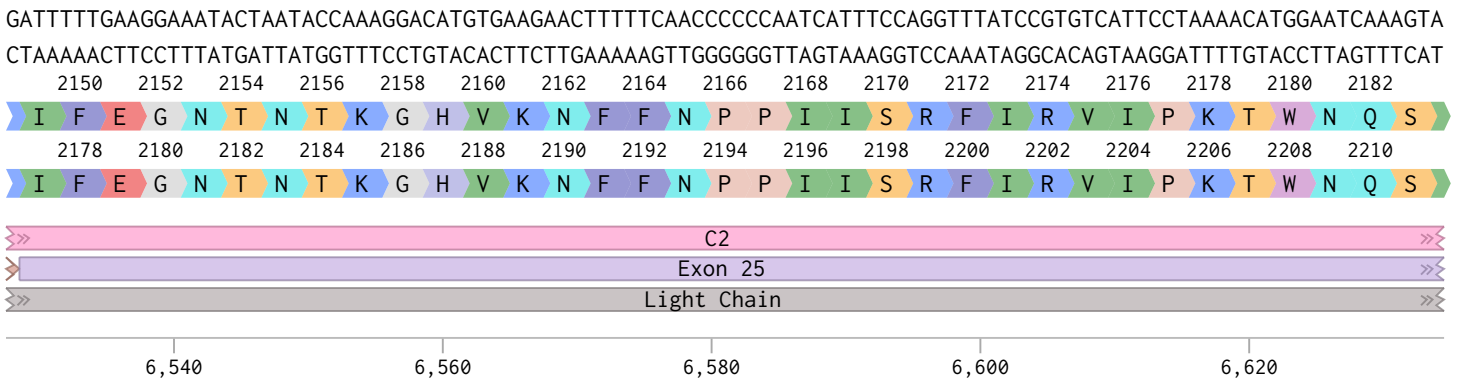 GATTTTTGAAGGAAATACTAATACCAAAGGACATGTGAAGAACTTTTTCAACCCCCCAATCATTTCCAGGTTTATCCGTGTCATTCCTAAAACATGGAATCAAAGTA
CTAAAAACTTCCTTTATGATTATGGTTTCCTGTACACTTCTTGAAAAAGTTGGGGGGTTAGTAAAGGTCCAAATAGGCACAGTAAGGATTTTGTACCTTAGTTTCAT
2150 2152 2154 2156 2158 2160 2162 2164 2166 2168 2170 2172 2174 2176 2178 2180 2182
I F E G N T N T K G H V K N F F N P P I I S R F I R V I P K T W N Q S
2178 2180 2182 2184 2186 2188 2190 2192 2194 2196 2198 2200 2202 2204 2206 2208 2210
I F E G N T N T K G H V K N F F N P P I I S R F I R V I P K T W N Q S
C2
Exon 25
Light Chain
6,540 6,560 6,580 6,600 6,620